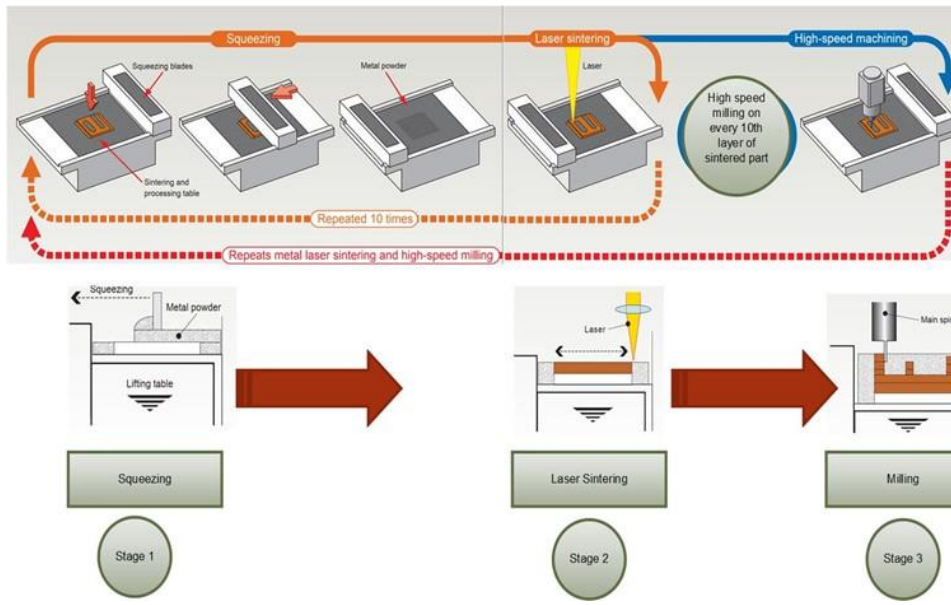 Squeezing
Laser sintering
High-speed machining
Squeezing blades
Metal powder
Laser
High speed
milling on
every 10th
layer of
sintered part
Sintering and
processing table
Repeated 10 times
Repeats metal laser sintering and high-speed milling
Squeezing
Metal powder
Lifting table
Laser
Main spi
Squeezing
Laser Sintering
Milling
Stage 1
Stage 2
Stage 3